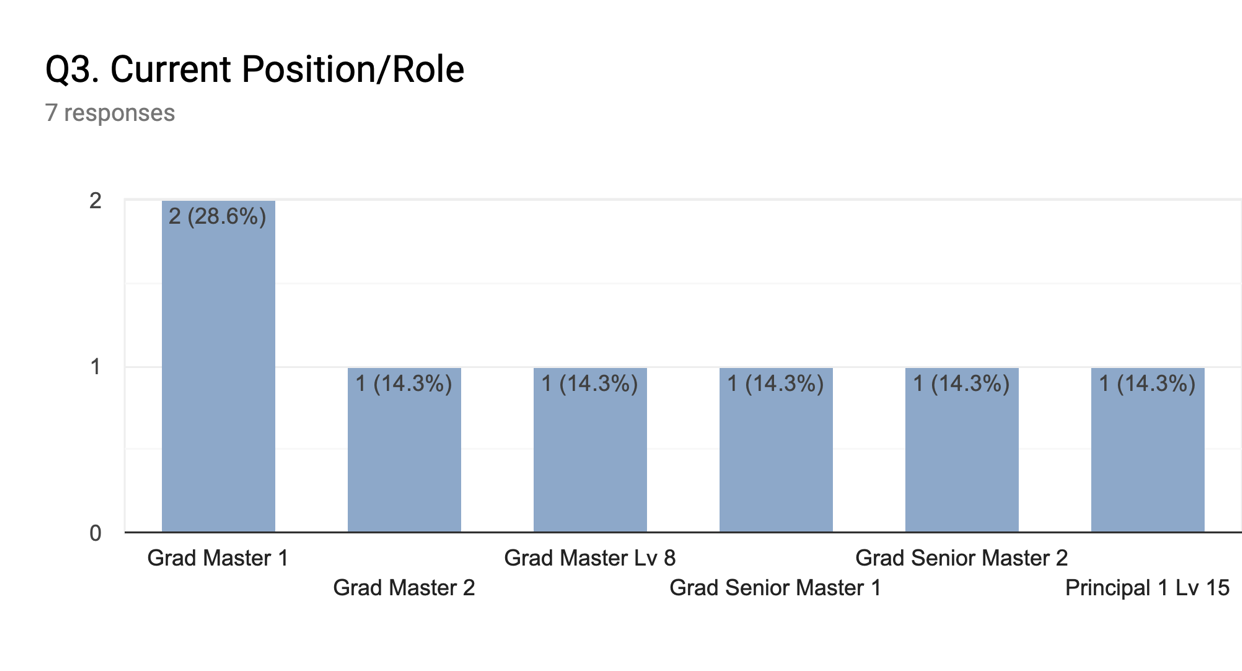 Q3. Current Position/Role
7 responses
2
2 (28.6%)
1
1 (14.3%)
1 (14.3%)
1 (14.3%)
1 (14.3%)
1 (14.3%)
0
Grad Master 1
Grad Master 2
Grad Master Lv 8
Grad Senior Master 1
Grad Senior Master 2
Principal 1 Lv 15